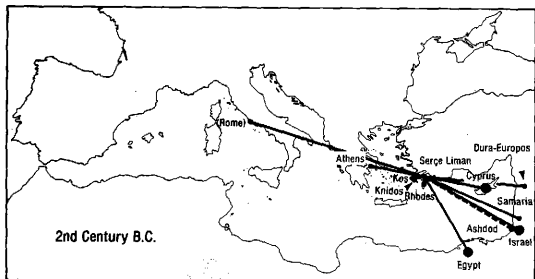 (Rome)
Athens
Serçe Liman
Dura-Europos
Kos
Cyprus
Knidos
Rhodes
Samaria
2nd Century B.C.
Ashdod
Israel
Egypt